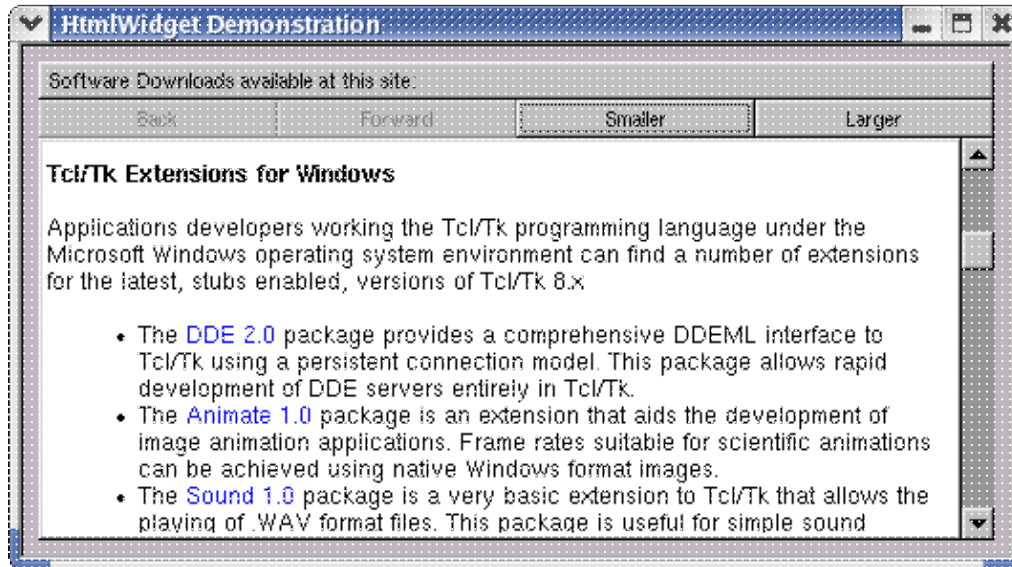 HtmlWidget Demonstration
Software Downloads available at this site:
Back Forward Smaller Larger
Tcl/Tk Extensions for Windows
Applications developers working the Tcl/Tk programming language under the
Microsoft Windows operating system environment can find a number of extensions
for the latest, stubs enabled, versions of Tcl/Tk 8.x
• The DDE 2.0 package provides a comprehensive DDEML interface to
Tcl/Tk using a persistent connection model. This package allows rapid
development of DDE servers entirely in Tcl/Tk.
• The Animate 1.0 package is an extension that aids the development of
image animation applications. Frame rates suitable for scientific animations
can be achieved using native Windows format images.
• The Sound 1.0 package is a very basic extension to Tcl/Tk that allows the
playing of .WAV format files. This package is useful for simple sound